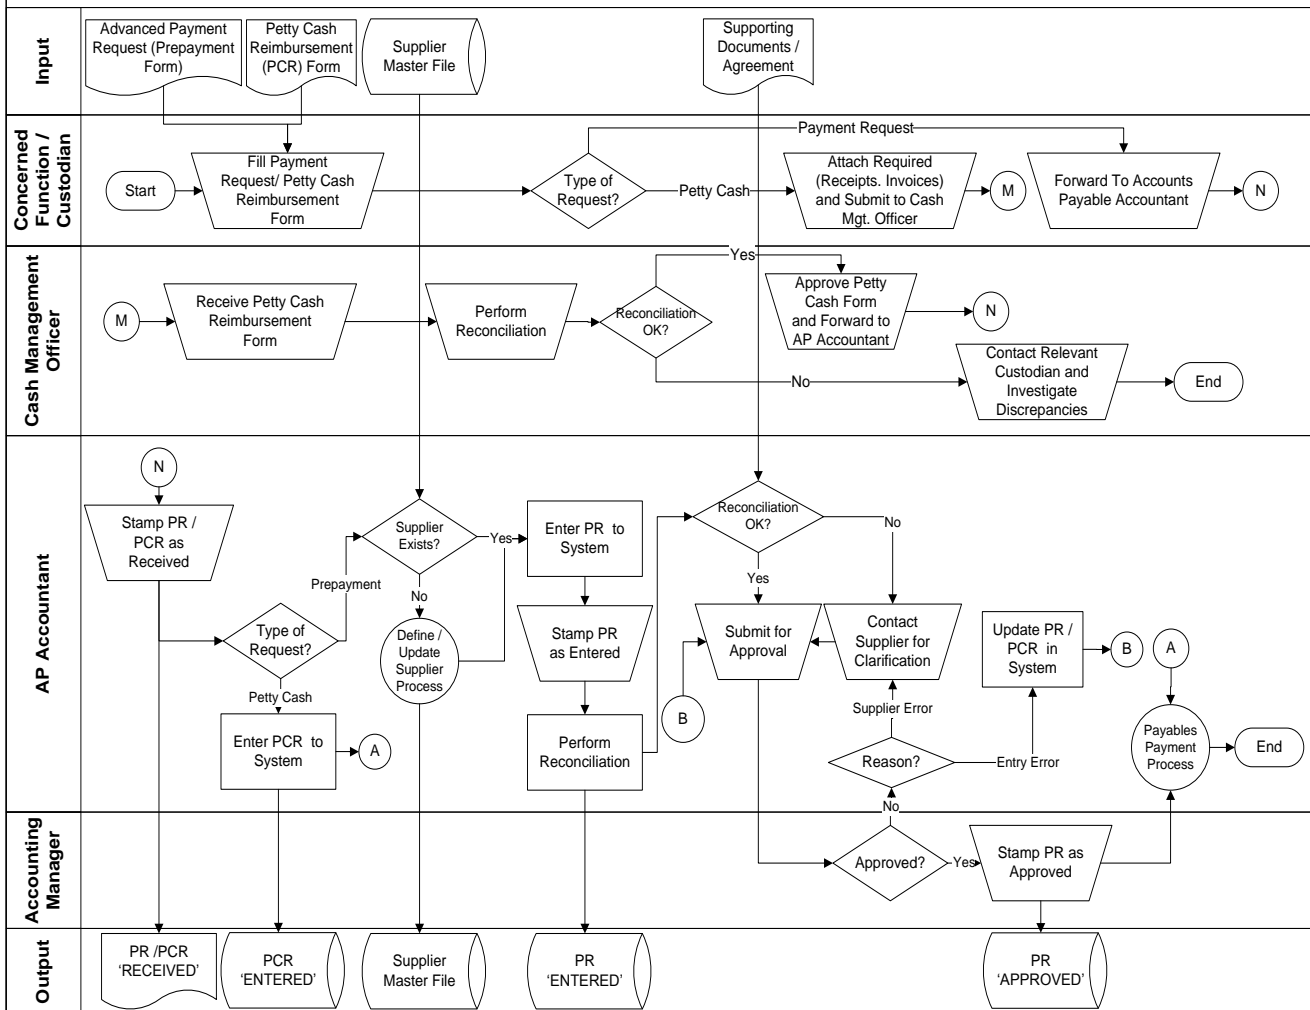 Input
Advanced Payment
Request (Prepayment
Form)
Petty Cash
Reimbursement
(PCR) Form
Supplier
Master File
Supporting
Documents /
Agreement
Concerned
Function /
Custodian
Start
Fill Payment
Request/ Petty Cash
Reimbursement
Form
Type of
Request?
Payment Request
Petty Cash
Attach Required
(Receipts. Invoices)
and Submit to Cash
Mgt. Officer
M
Forward To Accounts
Payable Accountant
N
Cash Management
Officer
M
Receive Petty Cash
Reimbursement
Form
Perform
Reconciliation
Reconciliation
OK?
Yes
Approve Petty
Cash Form
and Forward to
AP Accountant
N
No
Contact Relevant
Custodian and
Investigate
Discrepancies
End
AP Accountant
N
Stamp PR /
PCR as
Received
Type of
Request?
Prepayment
Petty Cash
Enter PCR to
System
A
Supplier
Exists?
Yes
No
Define /
Update
Supplier
Process
Enter PR to
System
Stamp PR
as Entered
Perform
Reconciliation
Reconciliation
OK?
No
Yes
Submit for
Approval
B
Contact
Supplier for
Clarification
Supplier Error
Reason?
Entry Error
No
Update PR /
PCR in
System
B
A
Payables
Payment
Process
End
Accounting
Manager
Approved?
Yes
Stamp PR as
Approved
Output
PR /PCR
‘RECEIVED’
PCR
‘ENTERED’
Supplier
Master File
PR
‘ENTERED’
PR
‘APPROVED’